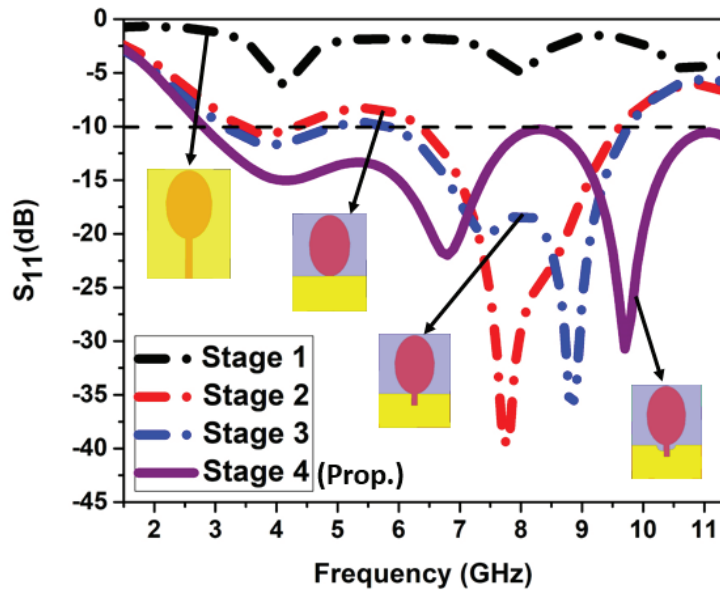 0
-5
-10
-15
-20
-25
-30
-35
-40
-45
S11(dB)
Stage 1
Stage 2
Stage 3
Stage 4 (Prop.)
2 3 4 5 6 7 8 9 10 11
Frequency (GHz)